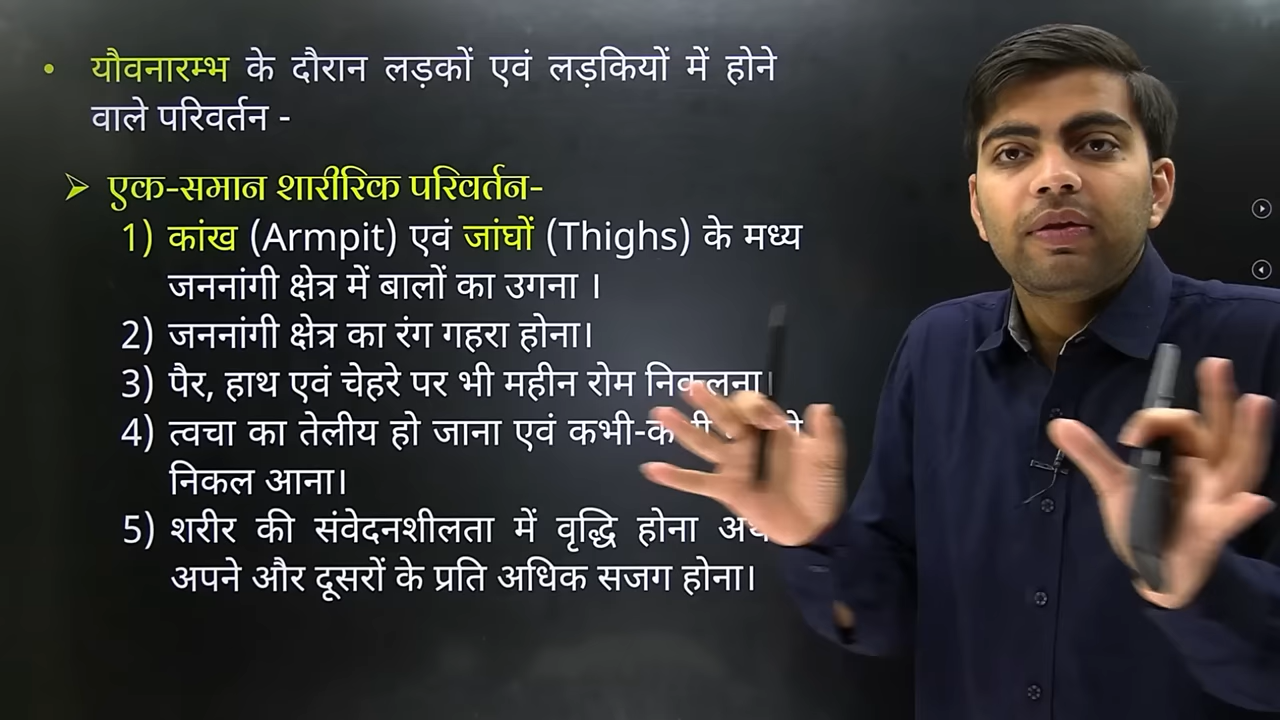 • यौवनारम्भ के दौरान लड़कों एवं लड़कियों में होने
वाले परिवर्तन -
➢ एक-समान शारीरिक परिवर्तन-
1) कांख (Armpit) एवं जांघों (Thighs) के मध्य
जननांगी क्षेत्र में बालों का उगना ।
2) जननांगी क्षेत्र का रंग गहरा होना।
3) पैर, हाथ एवं चेहरे पर भी महीन रोम निकलना।
4) त्वचा का तेलीय हो जाना एवं
निकल आना।
5) शरीर की संवेदनशीलता में वृद्धि होना
अपने और दूसरों के प्रति अधिक सजग होना।